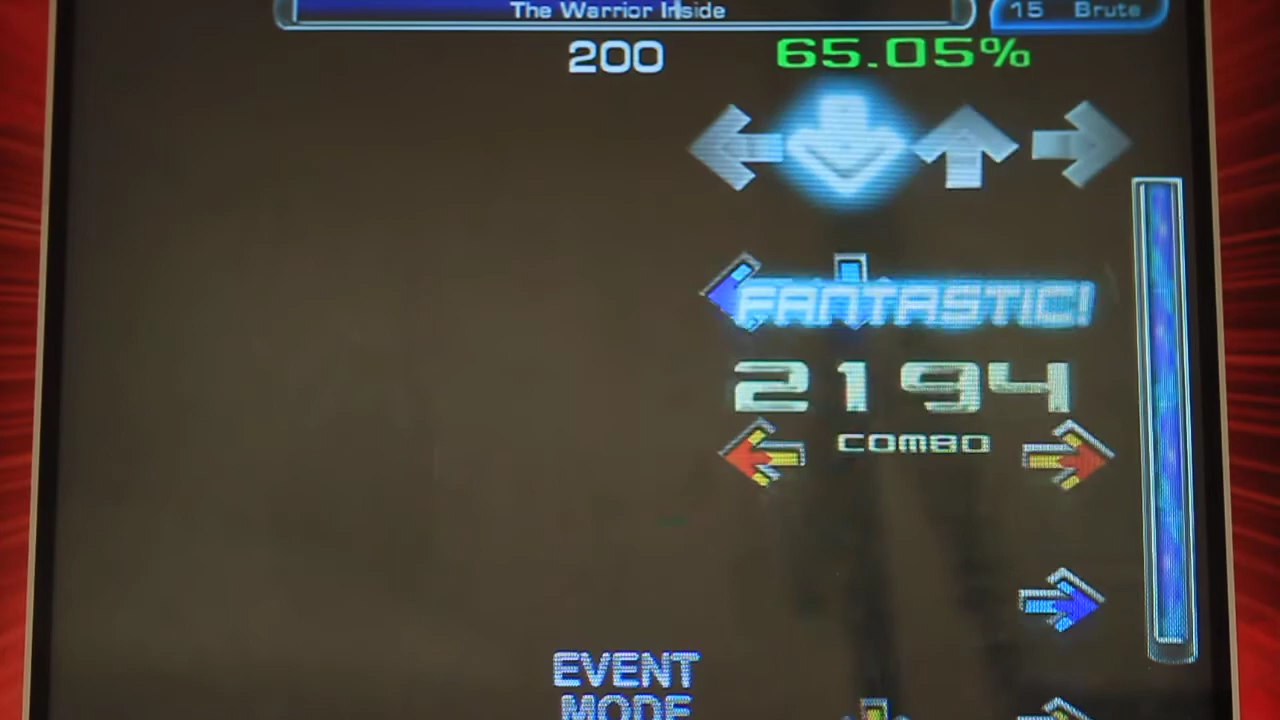 The Warrior Inside
15 Brute
200
65.05%
FANTASTIC!
2194
COMBO
EVENT
MODE